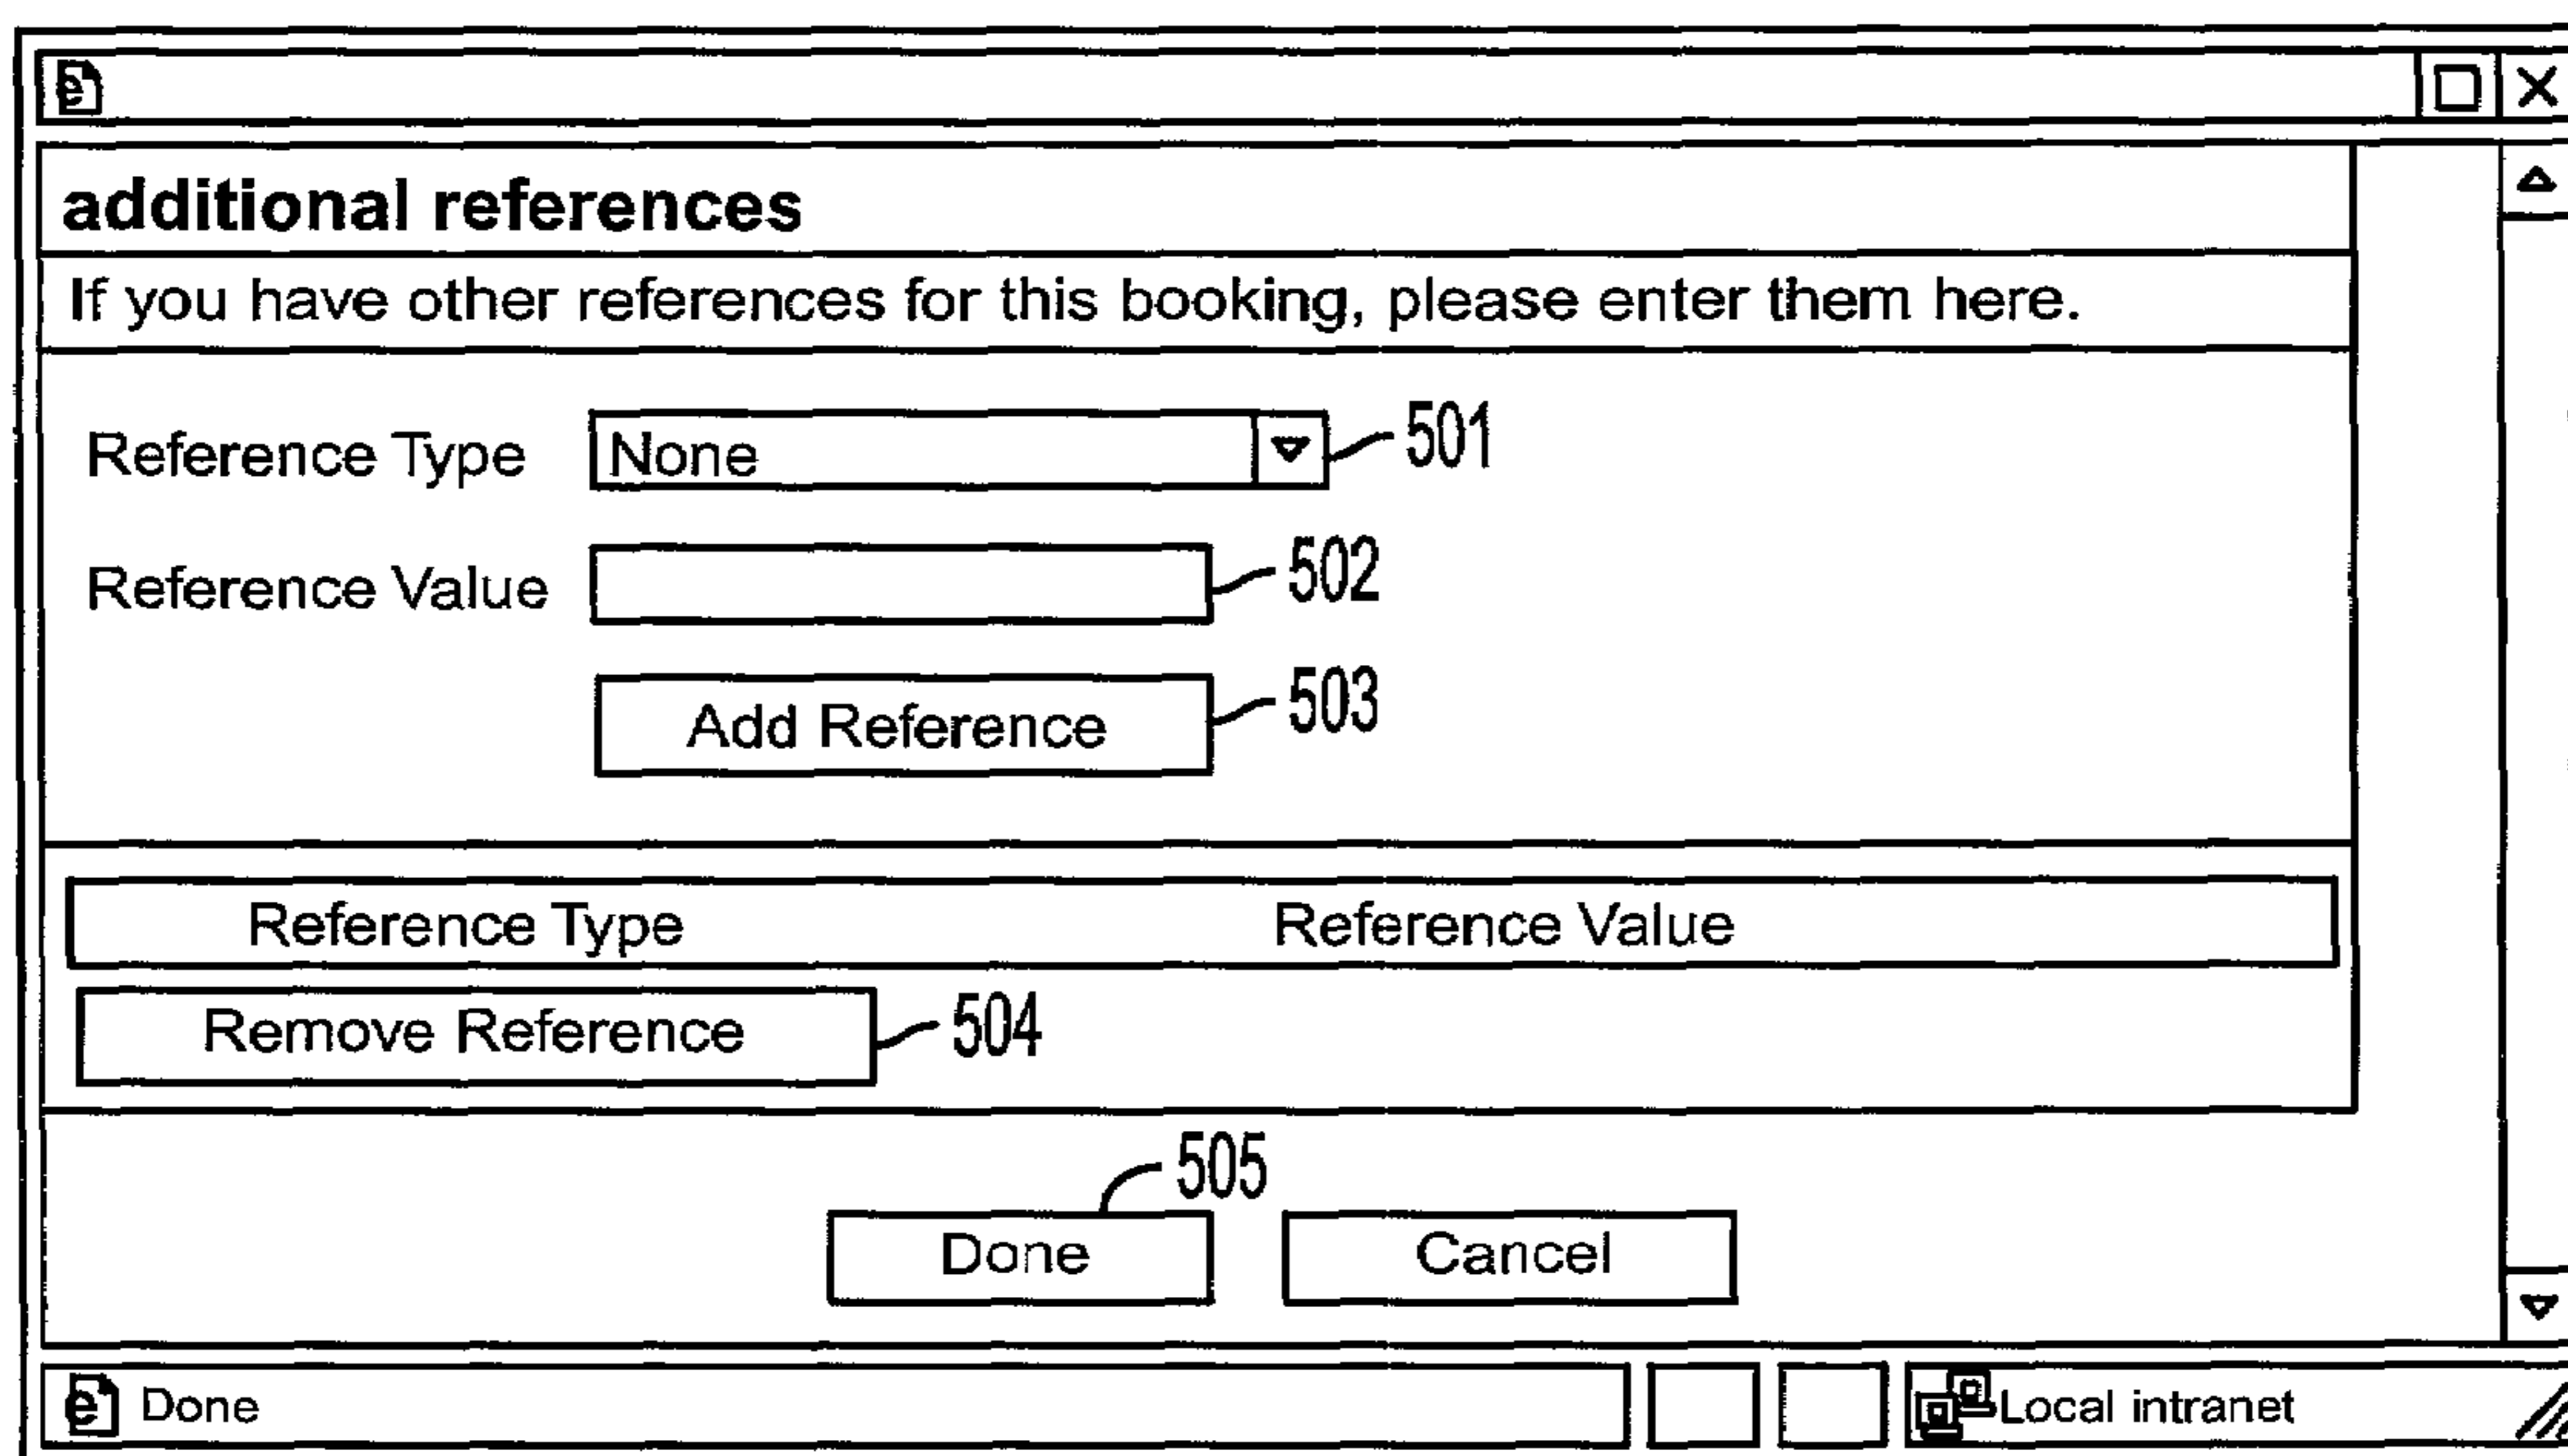 additional references
If you have other references for this booking, please enter them here.
Reference Type None 501
Reference Value 502
Add Reference 503
Reference Type Reference Value
Remove Reference 504
505
Done Cancel
Done Local intranet